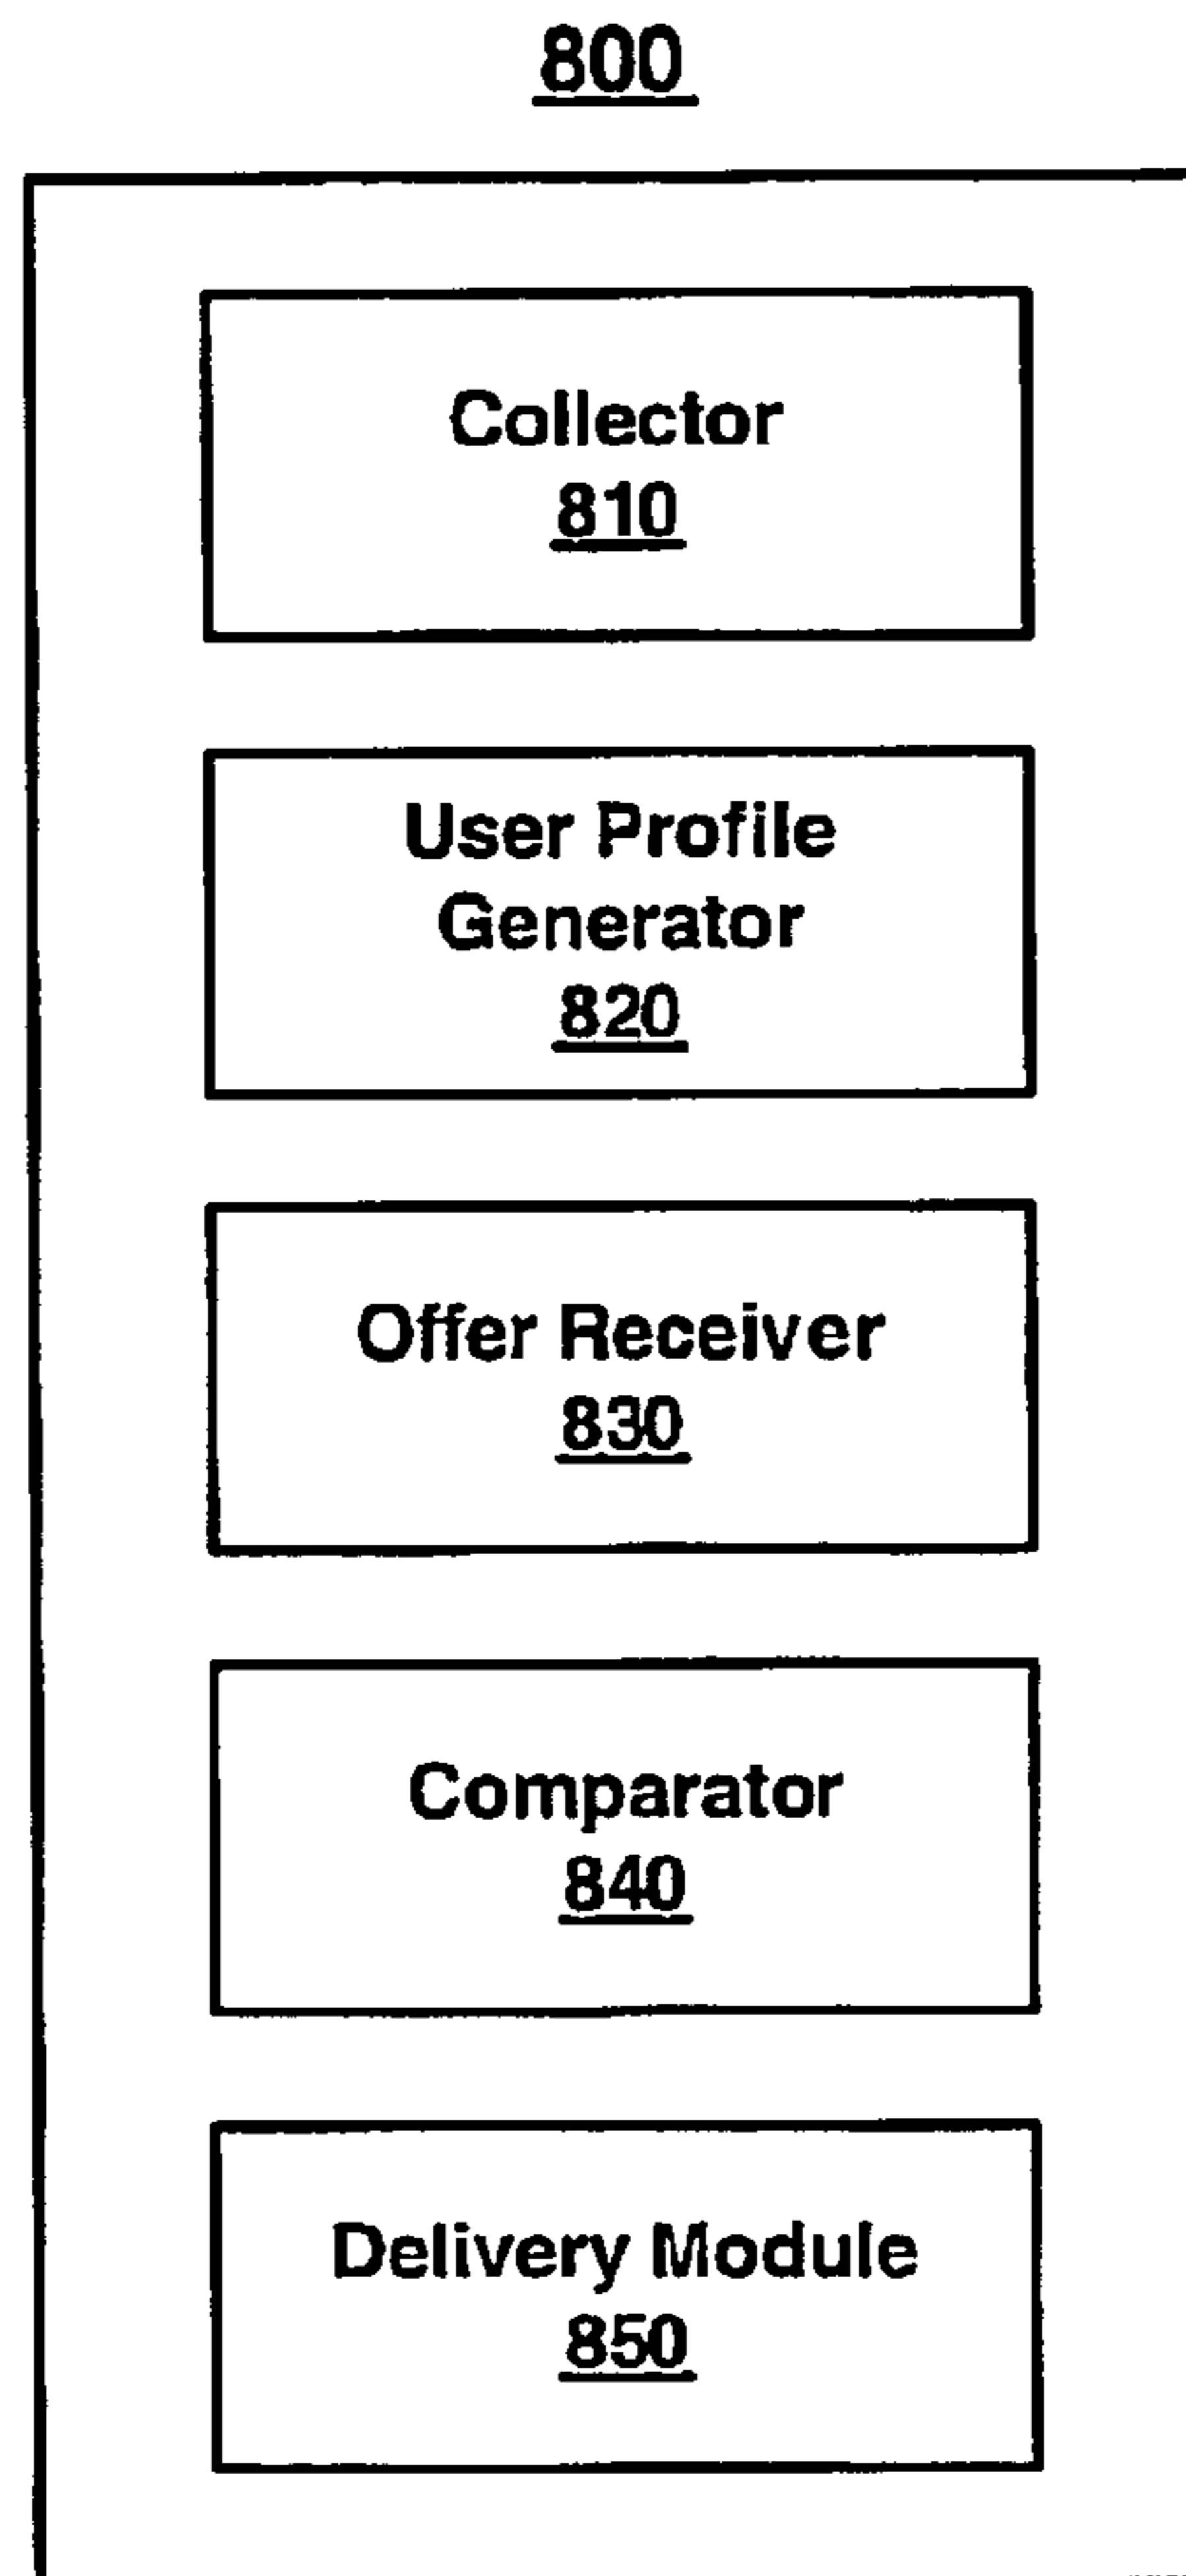 800
Collector
810
User Profile
Generator
820
Offer Receiver
830
Comparator
840
Delivery Module
850